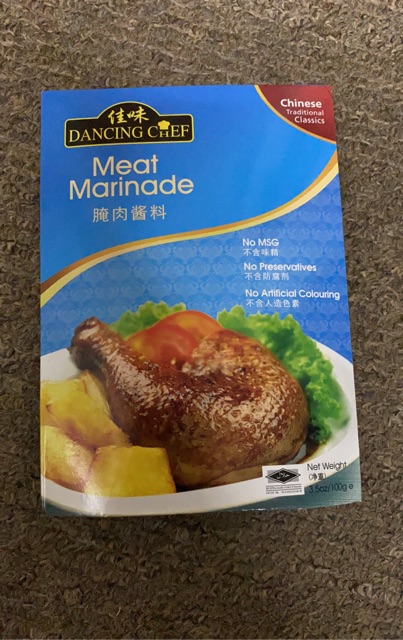 佳味
DANCING CHEF
Chinese
Traditional
Classics
Meat
Marinade
腌肉酱料
No MSG
不含味精
No Preservatives
不含防腐剂
No Artificial Colouring
不含人造色素
Net Weight
(净重)
3.5oz/100g e